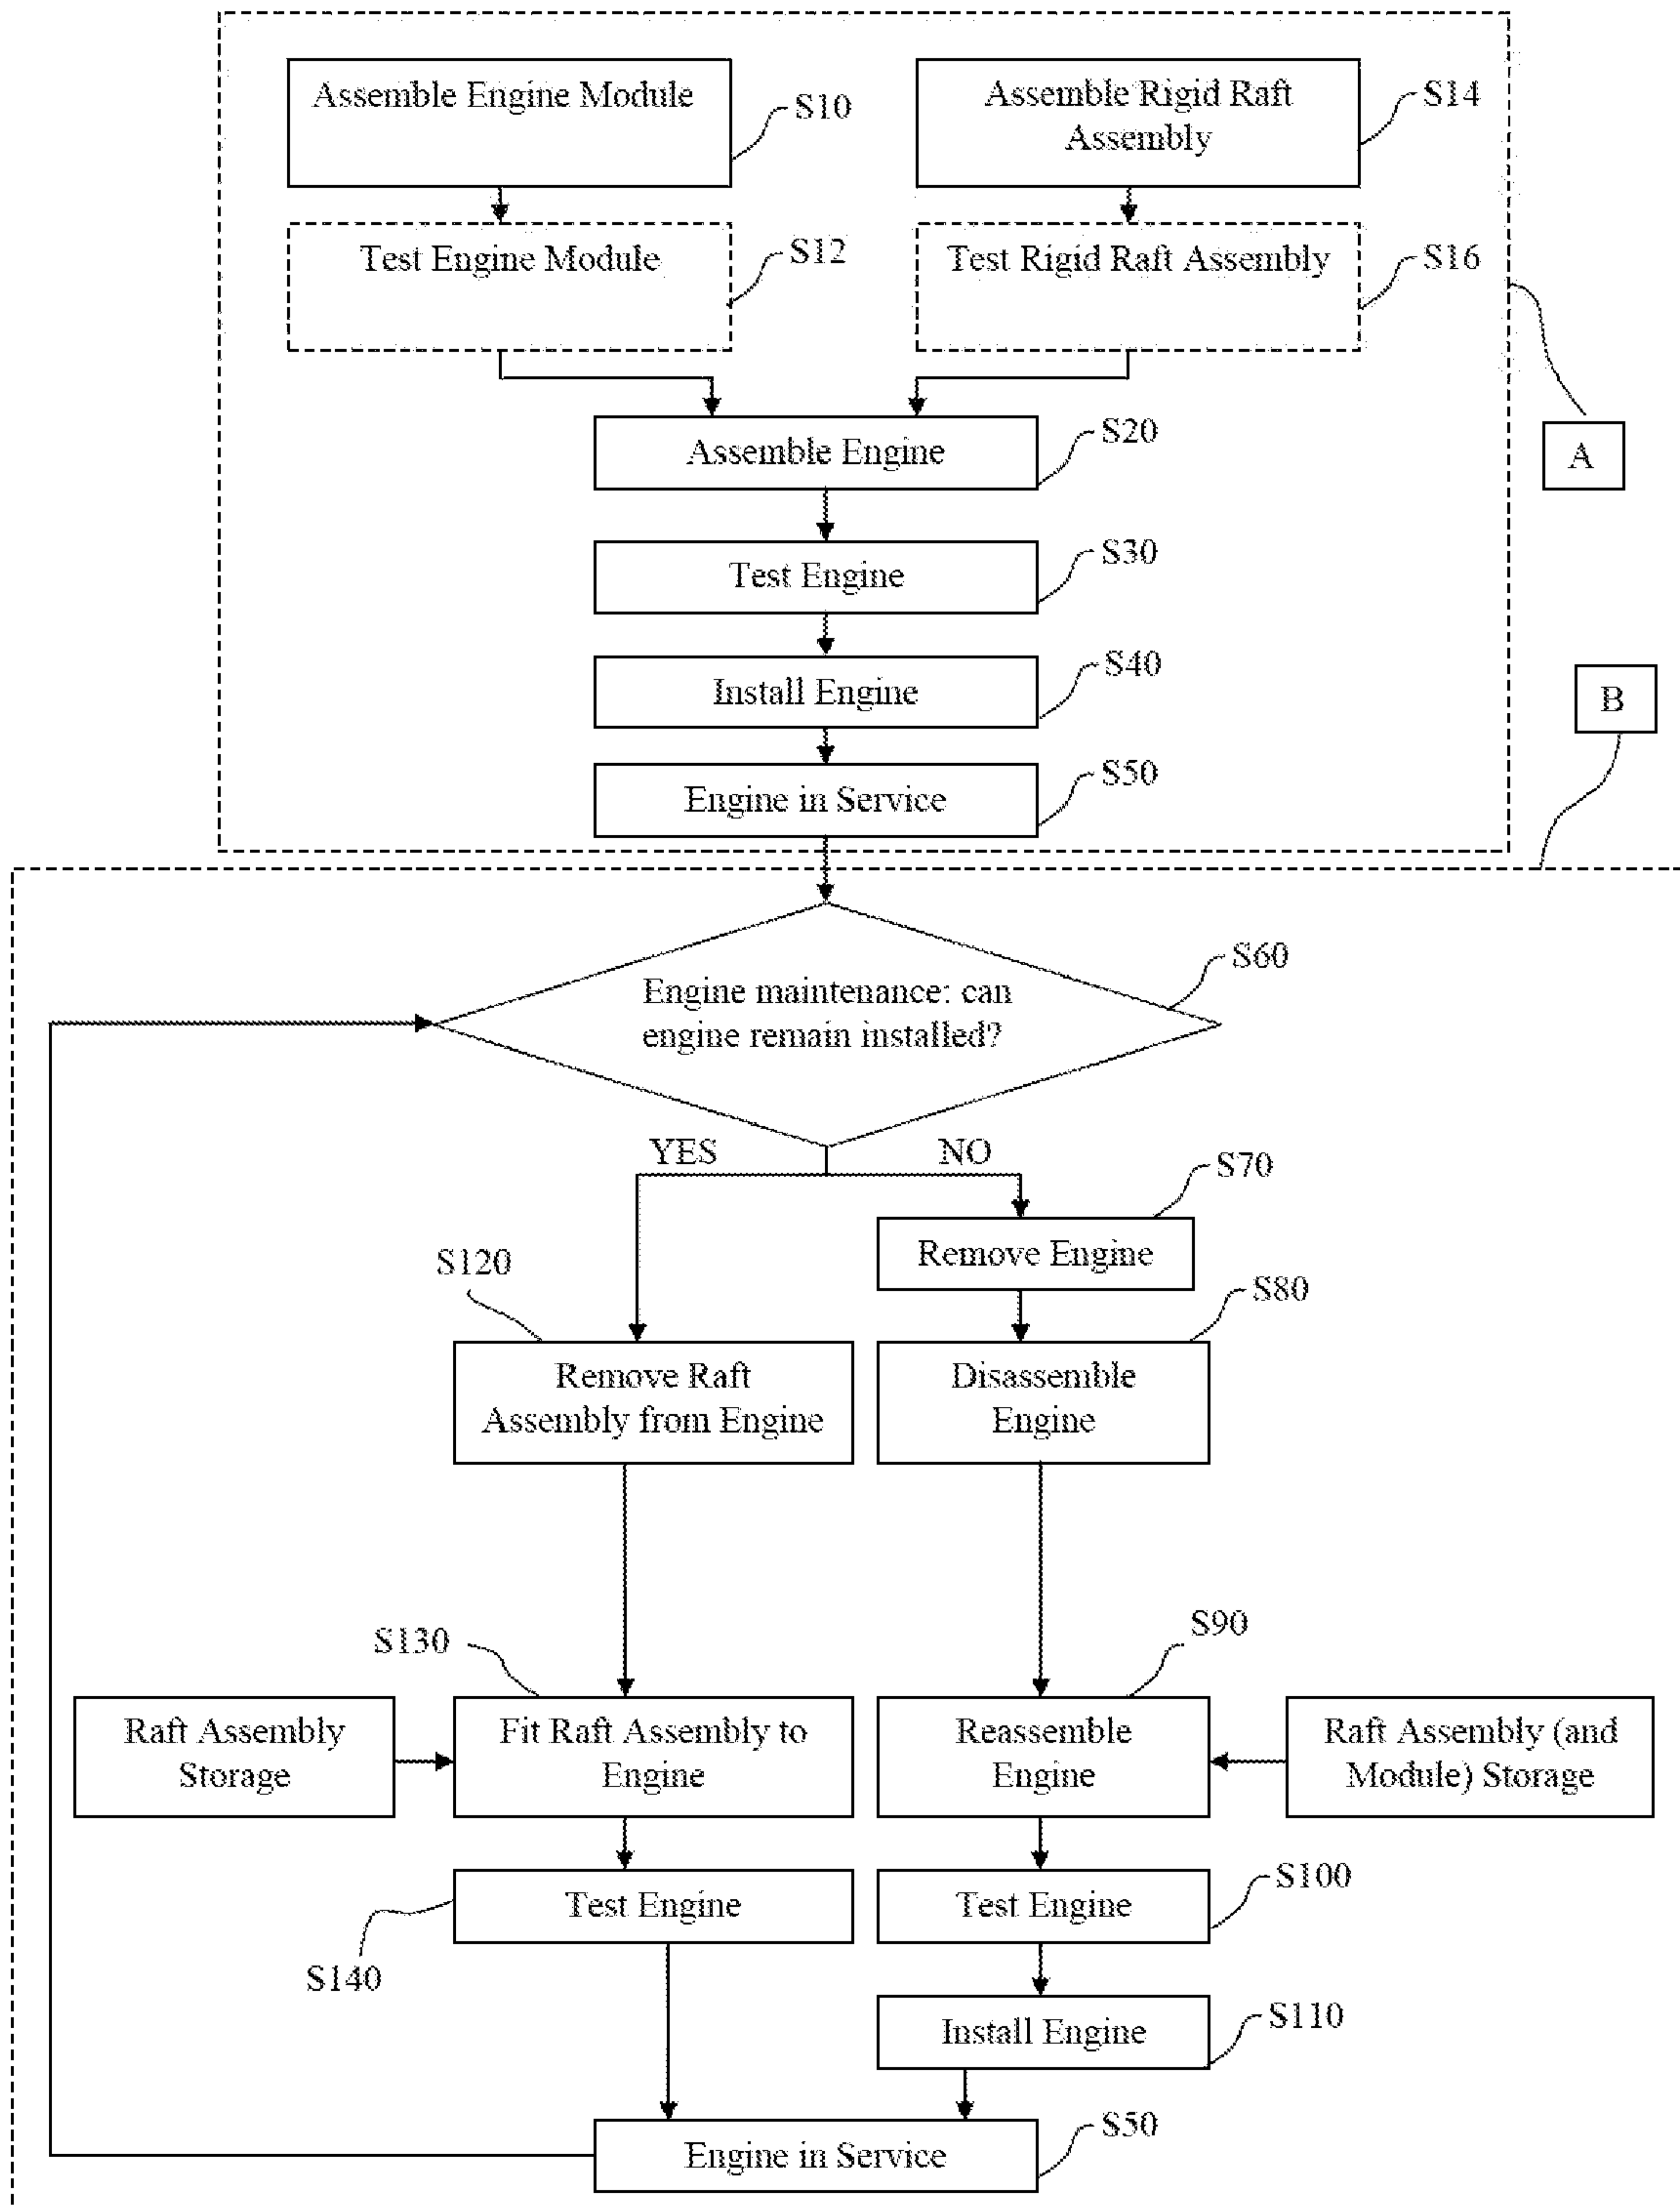 Assemble Engine Module
S10
Assemble Rigid Raft
Assembly
S14
Test Engine Module
S12
Test Rigid Raft Assembly
S16
A
Assemble Engine
S20
Test Engine
S30
Install Engine
S40
B
Engine in Service
S50
Engine maintenance: can
engine remain installed?
S60
YES
NO
S70
Remove Engine
S120
S80
Remove Raft
Assembly from Engine
Disassemble
Engine
S130
S90
Raft Assembly
Storage
Fit Raft Assembly to
Engine
Reassemble
Engine
Raft Assembly (and
Module) Storage
Test Engine
S140
Test Engine
S100
Install Engine
S110
Engine in Service
S50